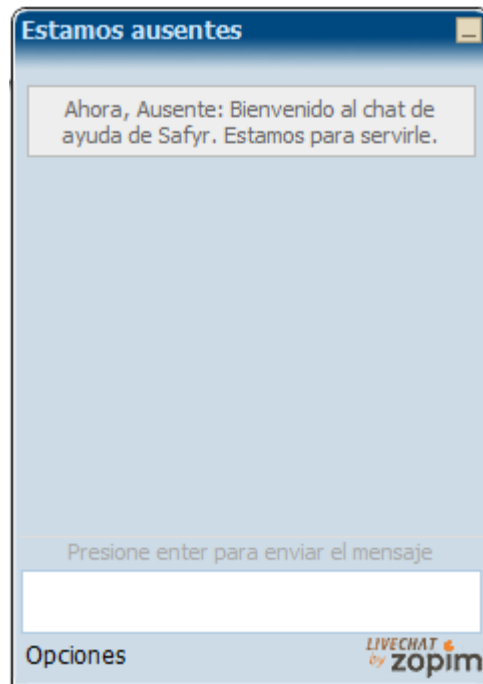 Estamos ausentes
Ahora, Ausente: Bienvenido al chat de
ayuda de Safyr. Estamos para servirle.
Presione enter para enviar el mensaje
Opciones
LIVECHAT
by zopim